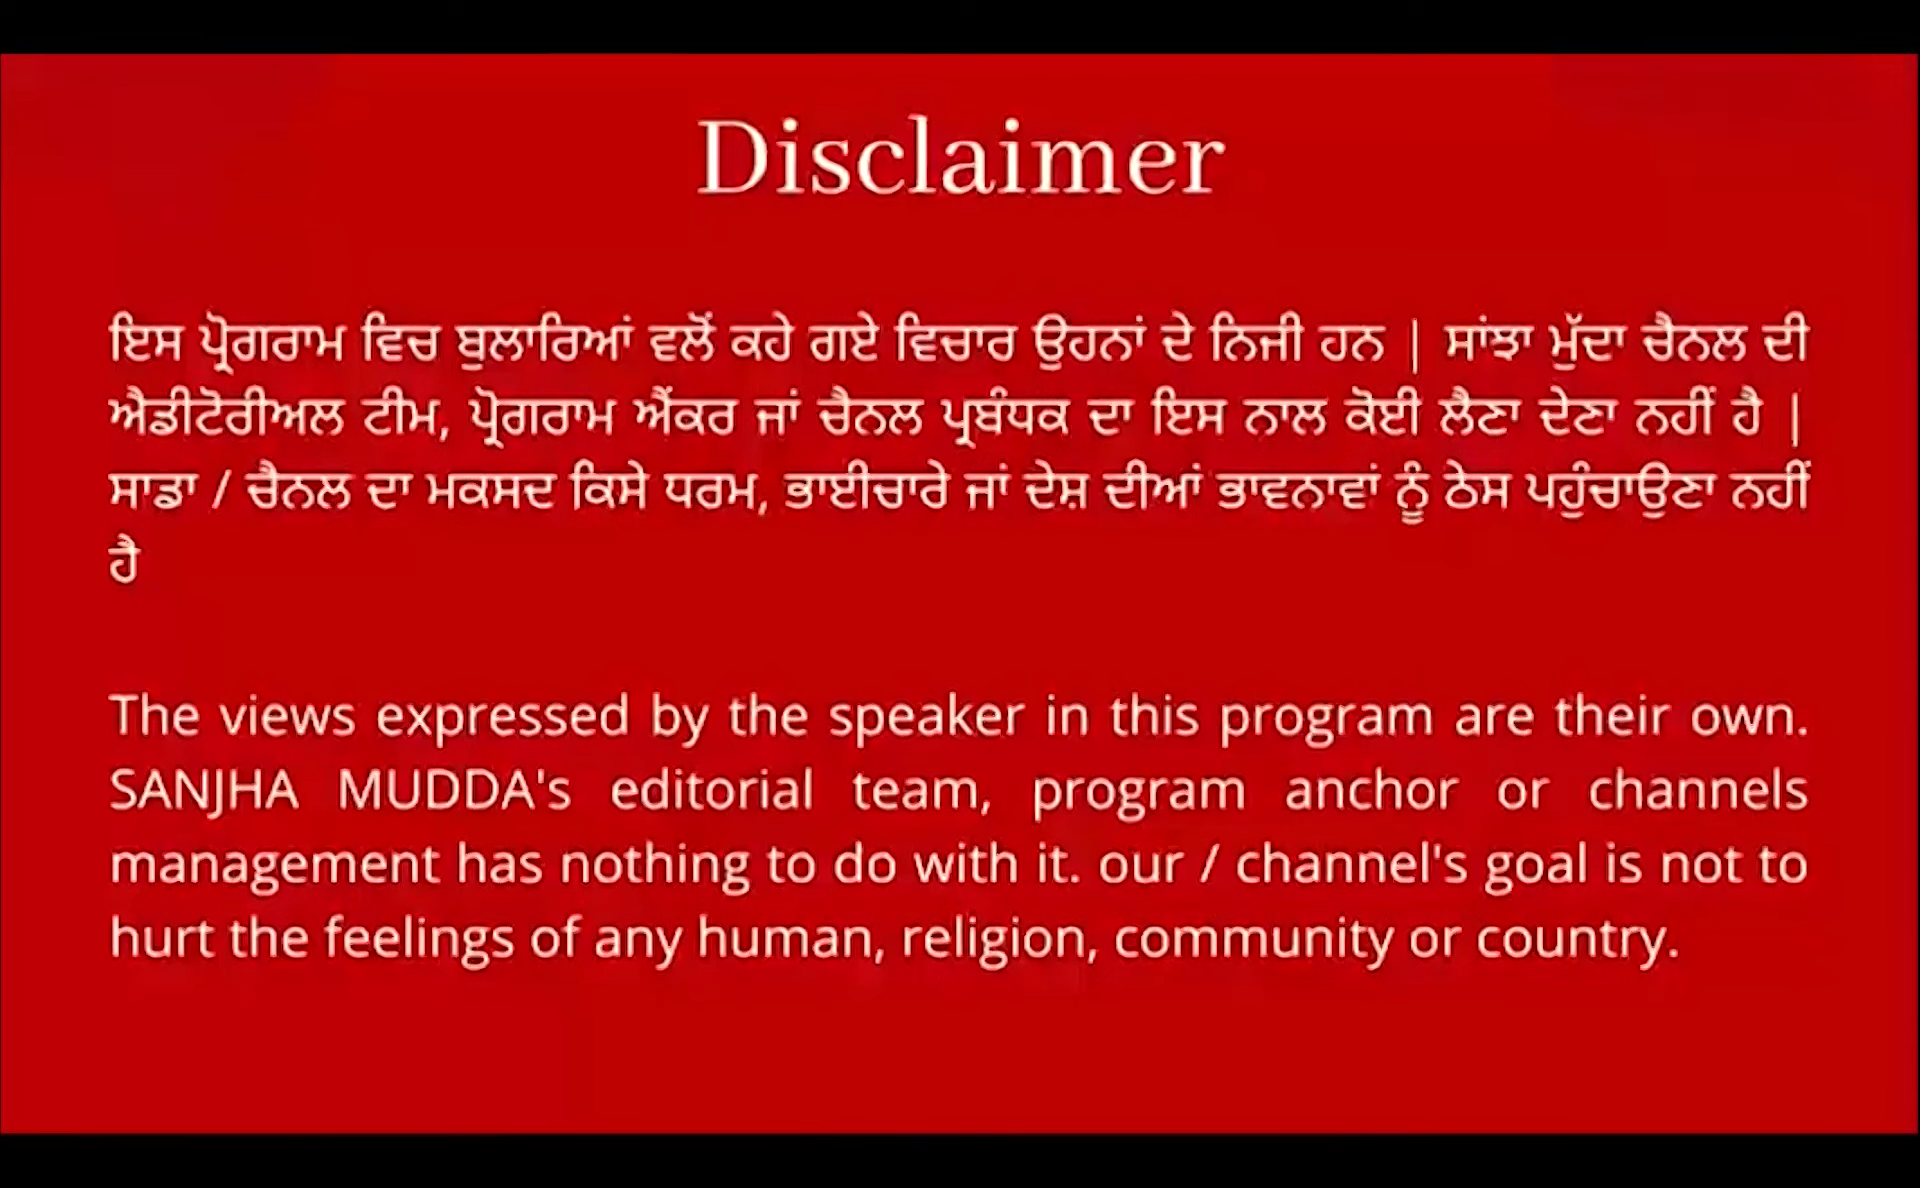 Disclaimer
ਇਸ ਪ੍ਰੋਗਰਾਮ ਵਿਚ ਬੁਲਾਰਿਆਂ ਵਲੋਂ ਕਹੇ ਗਏ ਵਿਚਾਰ ਉਹਨਾਂ ਦੇ ਨਿਜੀ ਹਨ | ਸਾਂਝਾ ਮੁੱਦਾ ਚੈਨਲ ਦੀ
ਐਡੀਟੋਰੀਅਲ ਟੀਮ, ਪ੍ਰੋਗਰਾਮ ਐਂਕਰ ਜਾਂ ਚੈਨਲ ਪ੍ਰਬੰਧਕ ਦਾ ਇਸ ਨਾਲ ਕੋਈ ਲੈਣਾ ਦੇਣਾ ਨਹੀਂ ਹੈ |
ਸਾਡਾ / ਚੈਨਲ ਦਾ ਮਕਸਦ ਕਿਸੇ ਧਰਮ, ਭਾਈਚਾਰੇ ਜਾਂ ਦੇਸ਼ ਦੀਆਂ ਭਾਵਨਾਵਾਂ ਨੂੰ ਠੇਸ ਪਹੁੰਚਾਉਣਾ ਨਹੀਂ
ਹੈ
The views expressed by the speaker in this program are their own.
SANJHA MUDDA's editorial team, program anchor or channels
management has nothing to do with it. our / channel's goal is not to
hurt the feelings of any human, religion, community or country.